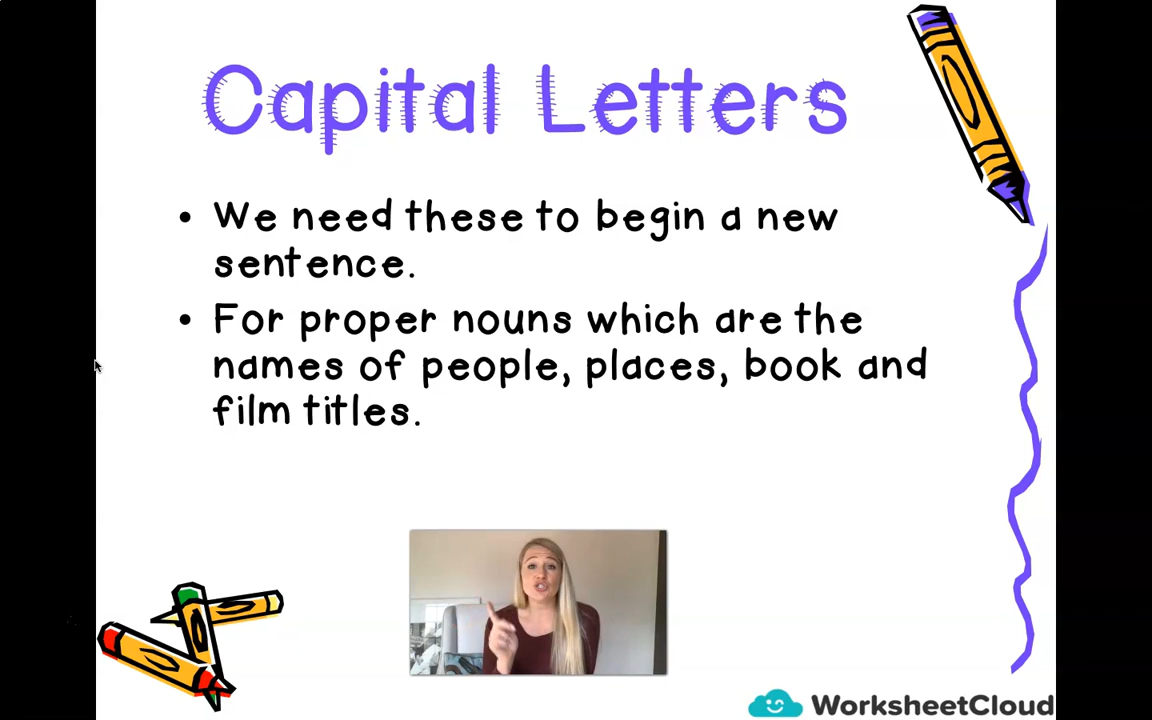 Capital Letters
• We need these to begin a new
sentence.
• For proper nouns which are the
names of people, places, book and
film titles.
WorksheetCloud